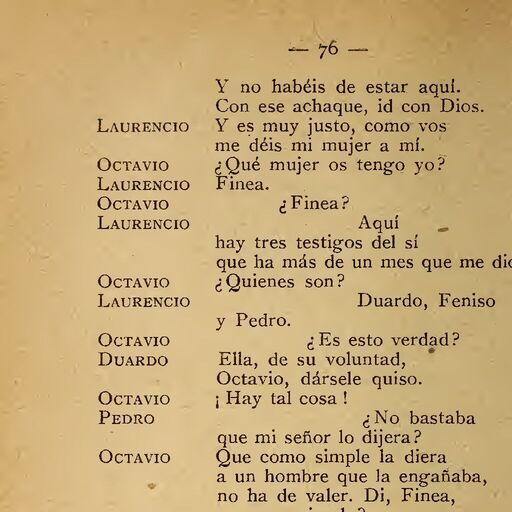 — 76 —
Y no habéis de estar aquí.
Con ese achaque, id con Dios.
LAURENCIO Y es muy justo, como vos
me déis mi mujer a mí.
OCTAVIO ¿Qué mujer os tengo yo?
LAURENCIO Finea.
OCTAVIO ¿Finea?
LAURENCIO Aquí
hay tres testigos del sí
que ha más de un mes que me
OCTAVIO ¿Quienes son?
LAURENCIO Duardo, Feniso
y Pedro.
OCTAVIO ¿Es esto verdad?
DUARDO Ella, de su voluntad,
Octavio, dársele quiso.
OCTAVIO ¡Hay tal cosa!
PEDRO ¿No bastaba
que mi señor lo dijera?
OCTAVIO Que como simple la diera
a un hombre que la engañaba,
no ha de valer. Di, Finea,